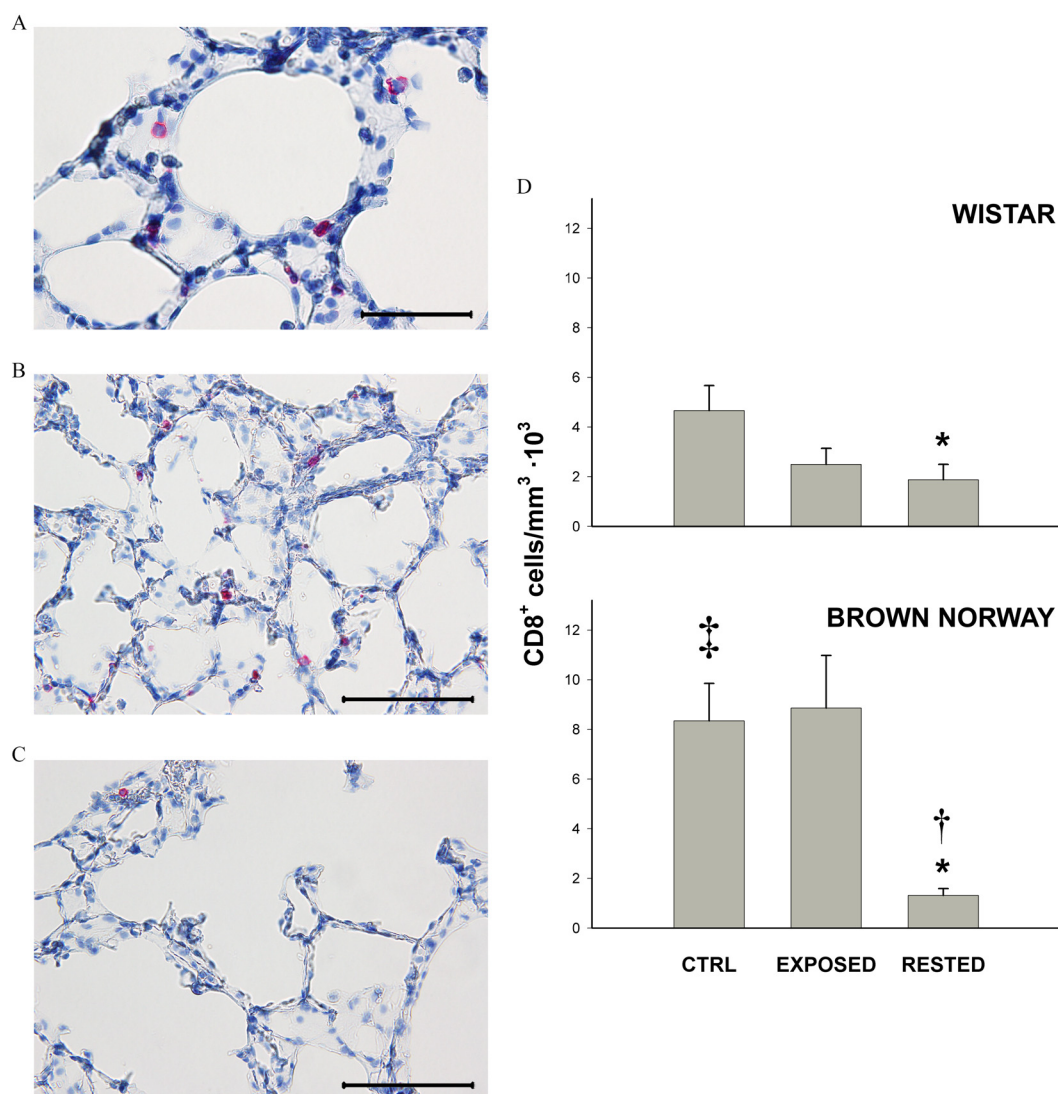 A
B
C
D
WISTAR
12
10
8
6
4
2
0
*
BROWN NORWAY
12
10
8
6
4
2
0
‡
†
*
CD8⁺ cells/mm³ ·10³
CTRL EXPOSED RESTED